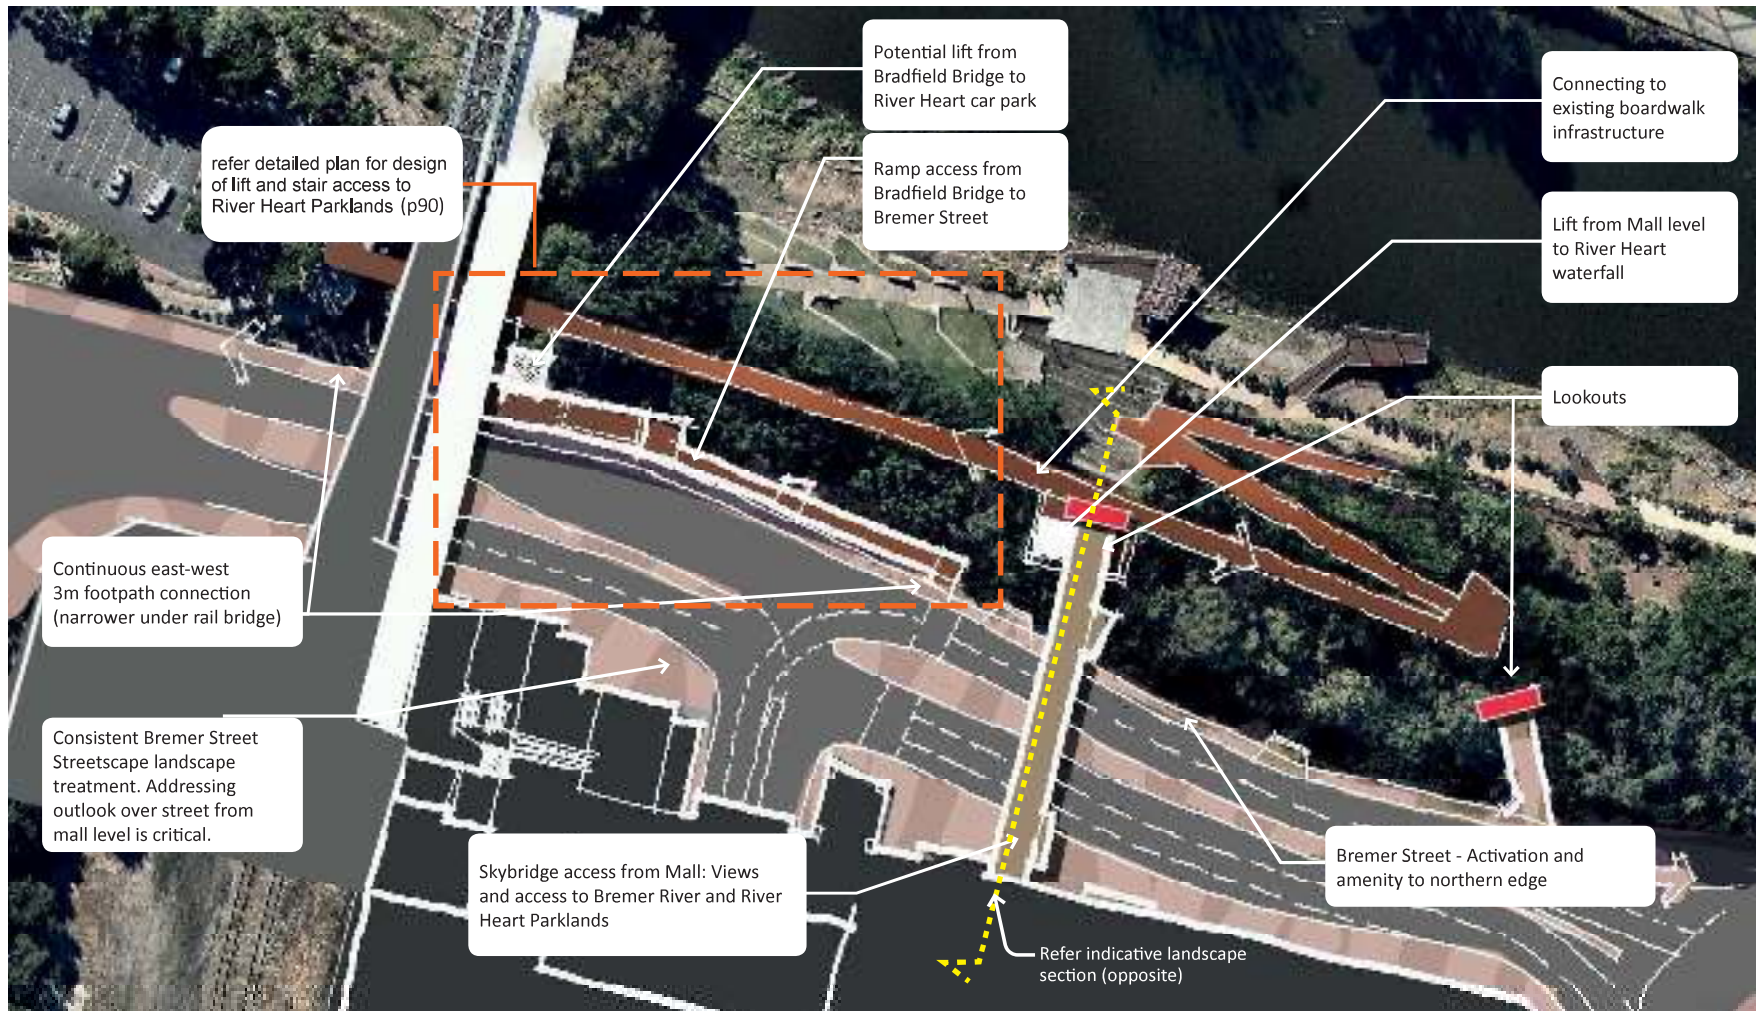 Potential lift from
Bradfield Bridge to
River Heart car park
Connecting to
existing boardwalk
infrastructure
refer detailed plan for design
of lift and stair access to
River Heart Parklands (p90)
Ramp access from
Bradfield Bridge to
Bremer Street
Lift from Mall level
to River Heart
waterfall
Lookouts
Continuous east-west
3m footpath connection
(narrower under rail bridge)
Consistent Bremer Street
Streetscape landscape
treatment. Addressing
outlook over street from
mall level is critical.
Skybridge access from Mall: Views
and access to Bremer River and River
Heart Parklands
Bremer Street - Activation and
amenity to northern edge
Refer indicative landscape
section (opposite)